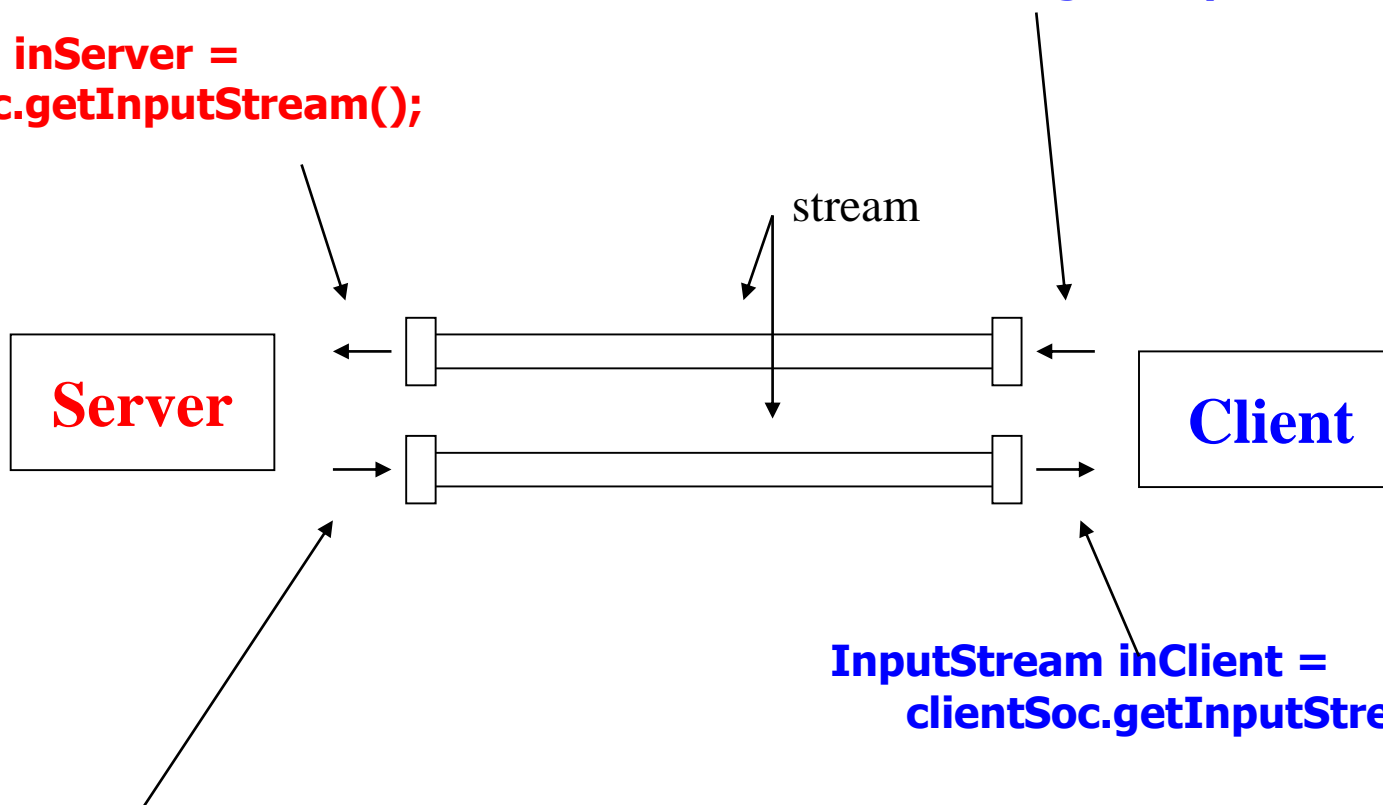 inServer =
c.getInputStream();
stream
Server
Client
InputStream inClient =
clientSoc.getInputStre